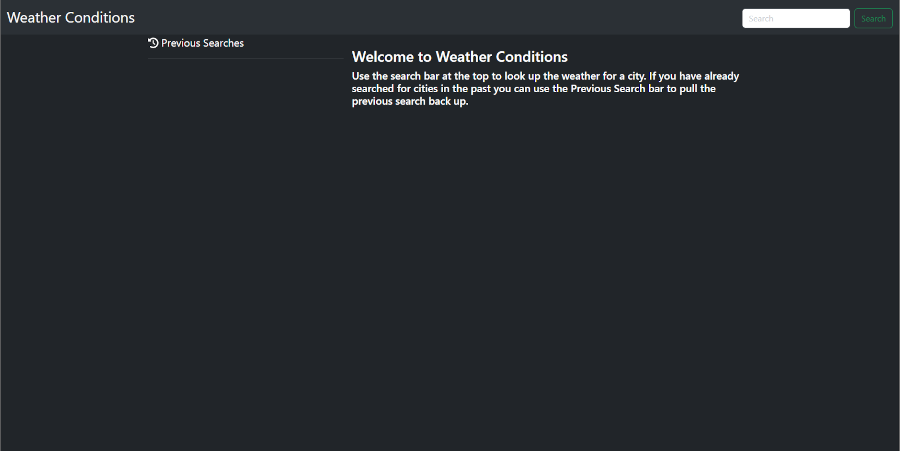 Weather Conditions
Search
Search
Previous Searches
Welcome to Weather Conditions
Use the search bar at the top to look up the weather for a city. If you have already
searched for cities in the past you can use the Previous Search bar to pull the
previous search back up.